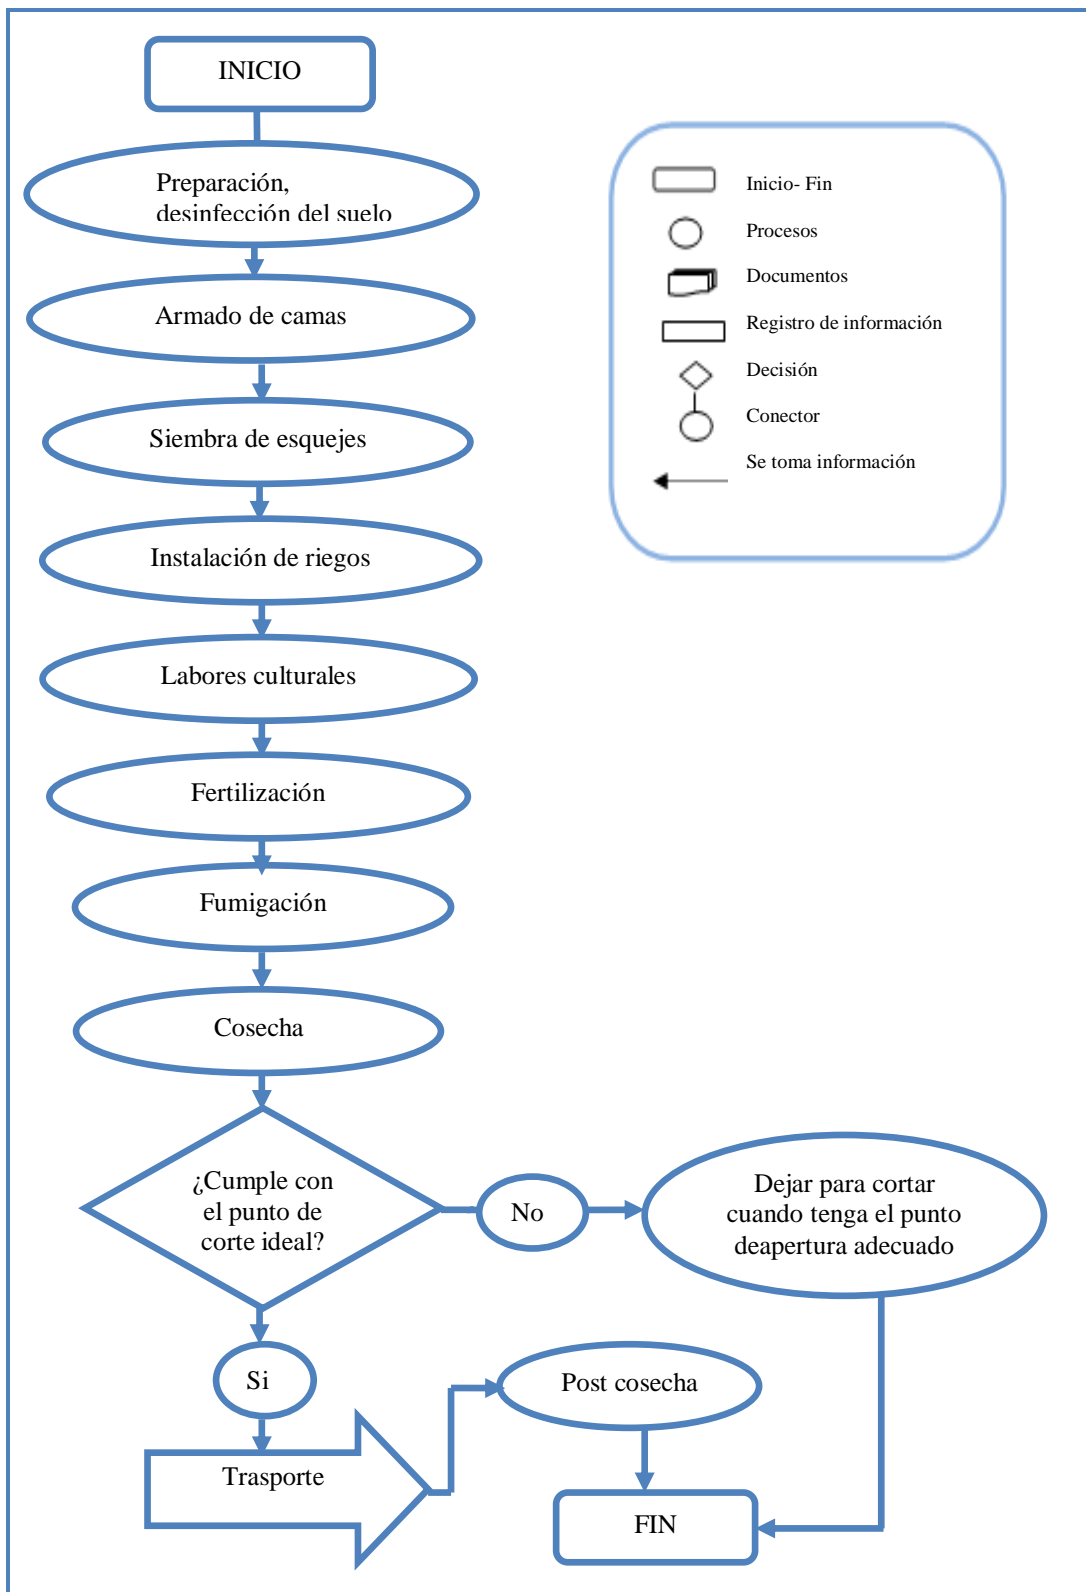 INICIO
Preparación,
desinfección del suelo
Armado de camas
Siembra de esquejes
Instalación de riegos
Labores culturales
Fertilización
Fumigación
Cosecha
¿Cumple con
el punto de
corte ideal?
No
Dejar para cortar
cuando tenga el punto
deapertura adecuado
Si
Post cosecha
Trasporte
FIN
Inicio- Fin
Procesos
Documentos
Registro de información
Decisión
Conector
Se toma información